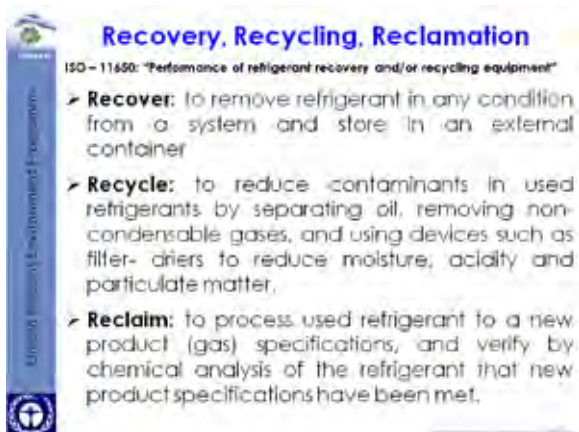 Recovery, Recycling, Reclamation
ISO – 11650: "Performance of refrigerant recovery and/or recycling equipment"
➢ Recover: to remove refrigerant in any condition
from a system and store in an external
container
➢ Recycle: to reduce contaminants in used
refrigerants by separating oil, removing non-
condensable gases, and using devices such as
filter- driers to reduce moisture, acidity and
particulate matter.
➢ Reclaim: to process used refrigerant to a new
product (gas) specifications, and verify by
chemical analysis of the refrigerant that new
product specifications have been met.
United Nations Environment Programme